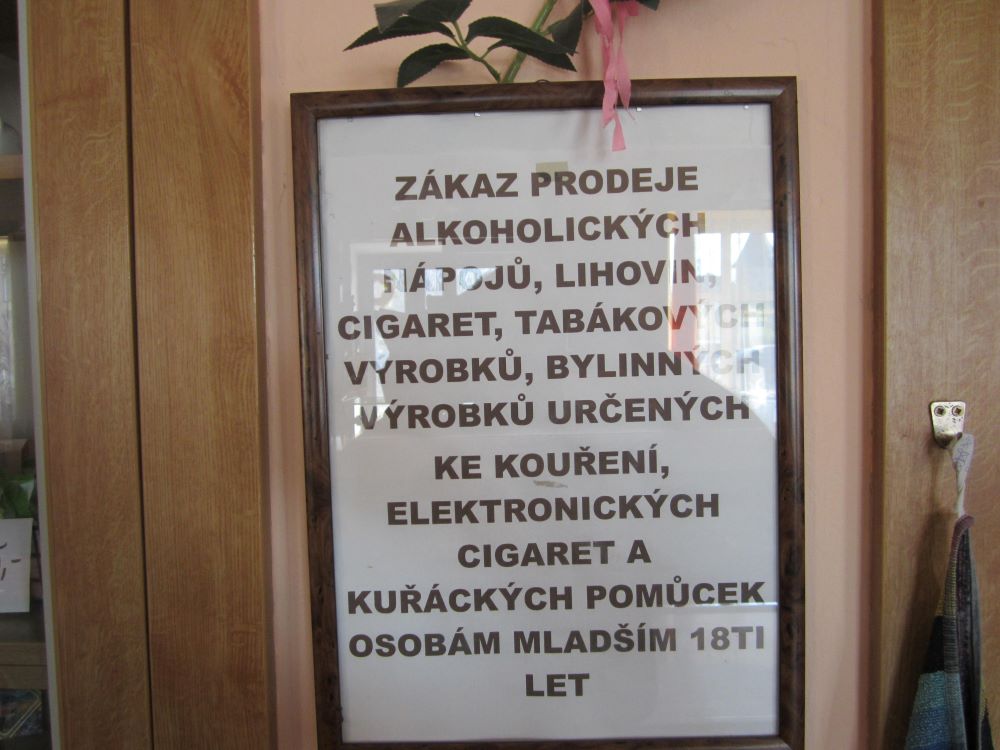 ZÁKAZ PRODEJE
ALKOHOLICKÝCH
NÁPOJŮ, LIHOVIN,
CIGARET, TABÁKOVÝCH
VÝROBKŮ, BYLINNÝCH
VÝROBKŮ URČENÝCH
KE KOUŘENÍ,
ELEKTRONICKÝCH
CIGARET A
KUŘÁCKÝCH POMŮCEK
OSOBÁM MLADŠÍM 18TI
LET